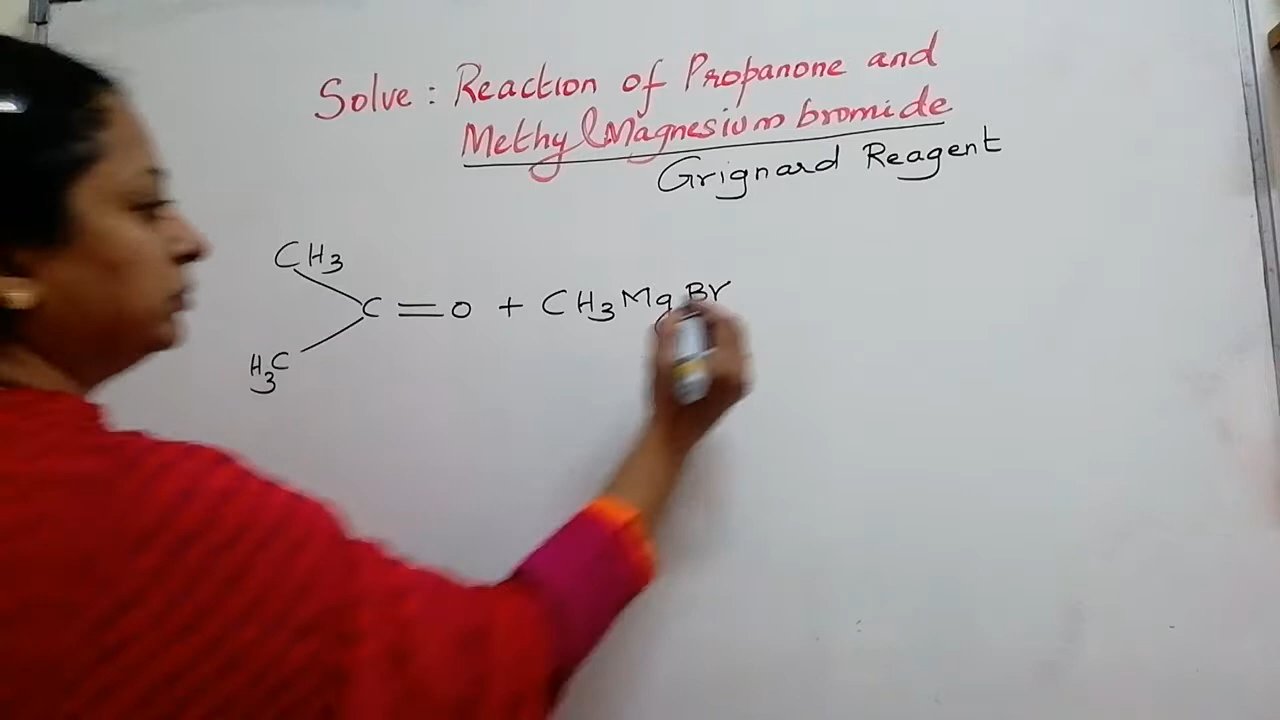 Solve: Reaction of Propanone and
Methyl Magnesium bromide
Grignard Reagent
CH3
C=O + CH3MgBr
H3C